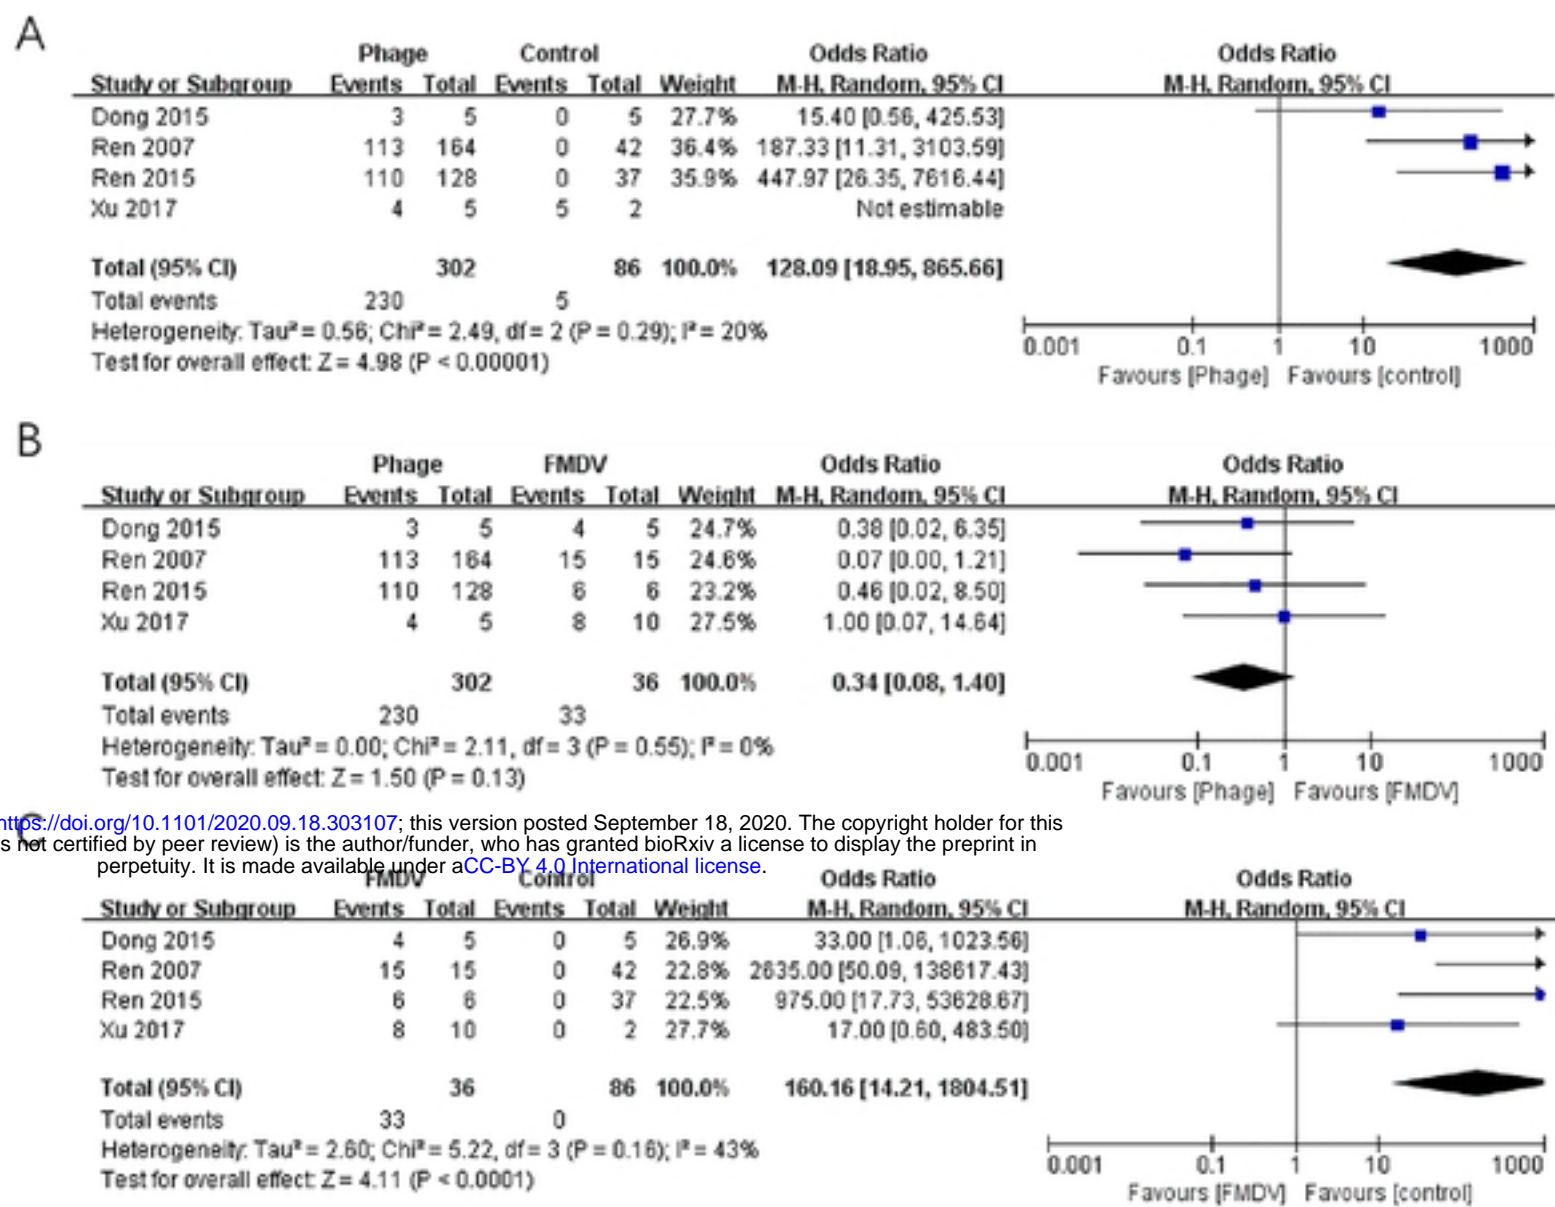 A
Phage Control Odds Ratio Odds Ratio
Study or Subgroup Events Total Events Total Weight M-H, Random, 95% CI M-H, Random, 95% CI
Dong 2015 3 5 0 5 27.7% 15.40 [0.56, 425.53]
Ren 2007 113 164 0 42 36.4% 187.33 [11.31, 3103.59]
Ren 2015 110 128 0 37 35.9% 447.97 [26.35, 7616.44]
Xu 2017 4 5 5 2 Not estimable
Total (95% CI) 302 86 100.0% 128.09 [18.95, 865.66]
Total events 230 5
Heterogeneity: Tau² = 0.56; Chi² = 2.49, df = 2 (P = 0.29); I² = 20%
Test for overall effect: Z = 4.98 (P < 0.00001)
0.001 0.1 1 10 1000
Favours [Phage] Favours [control]
B
Phage FMDV Odds Ratio Odds Ratio
Study or Subgroup Events Total Events Total Weight M-H, Random, 95% CI M-H, Random, 95% CI
Dong 2015 3 5 4 5 24.7% 0.38 [0.02, 6.35]
Ren 2007 113 164 15 15 24.6% 0.07 [0.00, 1.21]
Ren 2015 110 128 6 6 23.2% 0.46 [0.02, 8.50]
Xu 2017 4 5 8 10 27.5% 1.00 [0.07, 14.64]
Total (95% CI) 302 36 100.0% 0.34 [0.08, 1.40]
Total events 230 33
Heterogeneity: Tau² = 0.00; Chi² = 2.11, df = 3 (P = 0.55); I² = 0%
Test for overall effect: Z = 1.50 (P = 0.13)
0.001 0.1 1 10 1000
Favours [Phage] Favours [FMDV]
C
https://doi.org/10.1101/2020.09.18.303107; this version posted September 18, 2020. The copyright holder for this
s not certified by peer review) is the author/funder, who has granted bioRxiv a license to display the preprint in
perpetuity. It is made available under aCC-BY 4.0 International license.
FMDV Control Odds Ratio Odds Ratio
Study or Subgroup Events Total Events Total Weight M-H, Random, 95% CI M-H, Random, 95% CI
Dong 2015 4 5 0 5 26.9% 33.00 [1.06, 1023.56]
Ren 2007 15 15 0 42 22.8% 2635.00 [50.09, 138617.43]
Ren 2015 6 6 0 37 22.5% 975.00 [17.73, 53628.67]
Xu 2017 8 10 0 2 27.7% 17.00 [0.60, 483.50]
Total (95% CI) 36 86 100.0% 160.16 [14.21, 1804.51]
Total events 33 0
Heterogeneity: Tau² = 2.60; Chi² = 5.22, df = 3 (P = 0.16); I² = 43%
Test for overall effect: Z = 4.11 (P < 0.0001)
0.001 0.1 1 10 1000
Favours [FMDV] Favours [control]